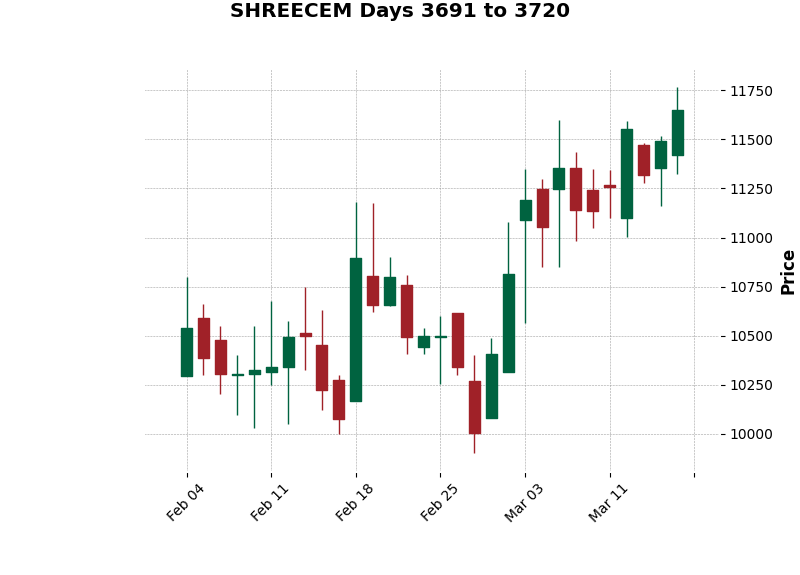 SHREECEM Days 3691 to 3720
11750
11500
11250
11000
10750
10500
10250
10000
Price
Feb 04
Feb 11
Feb 18
Feb 25
Mar 03
Mar 11